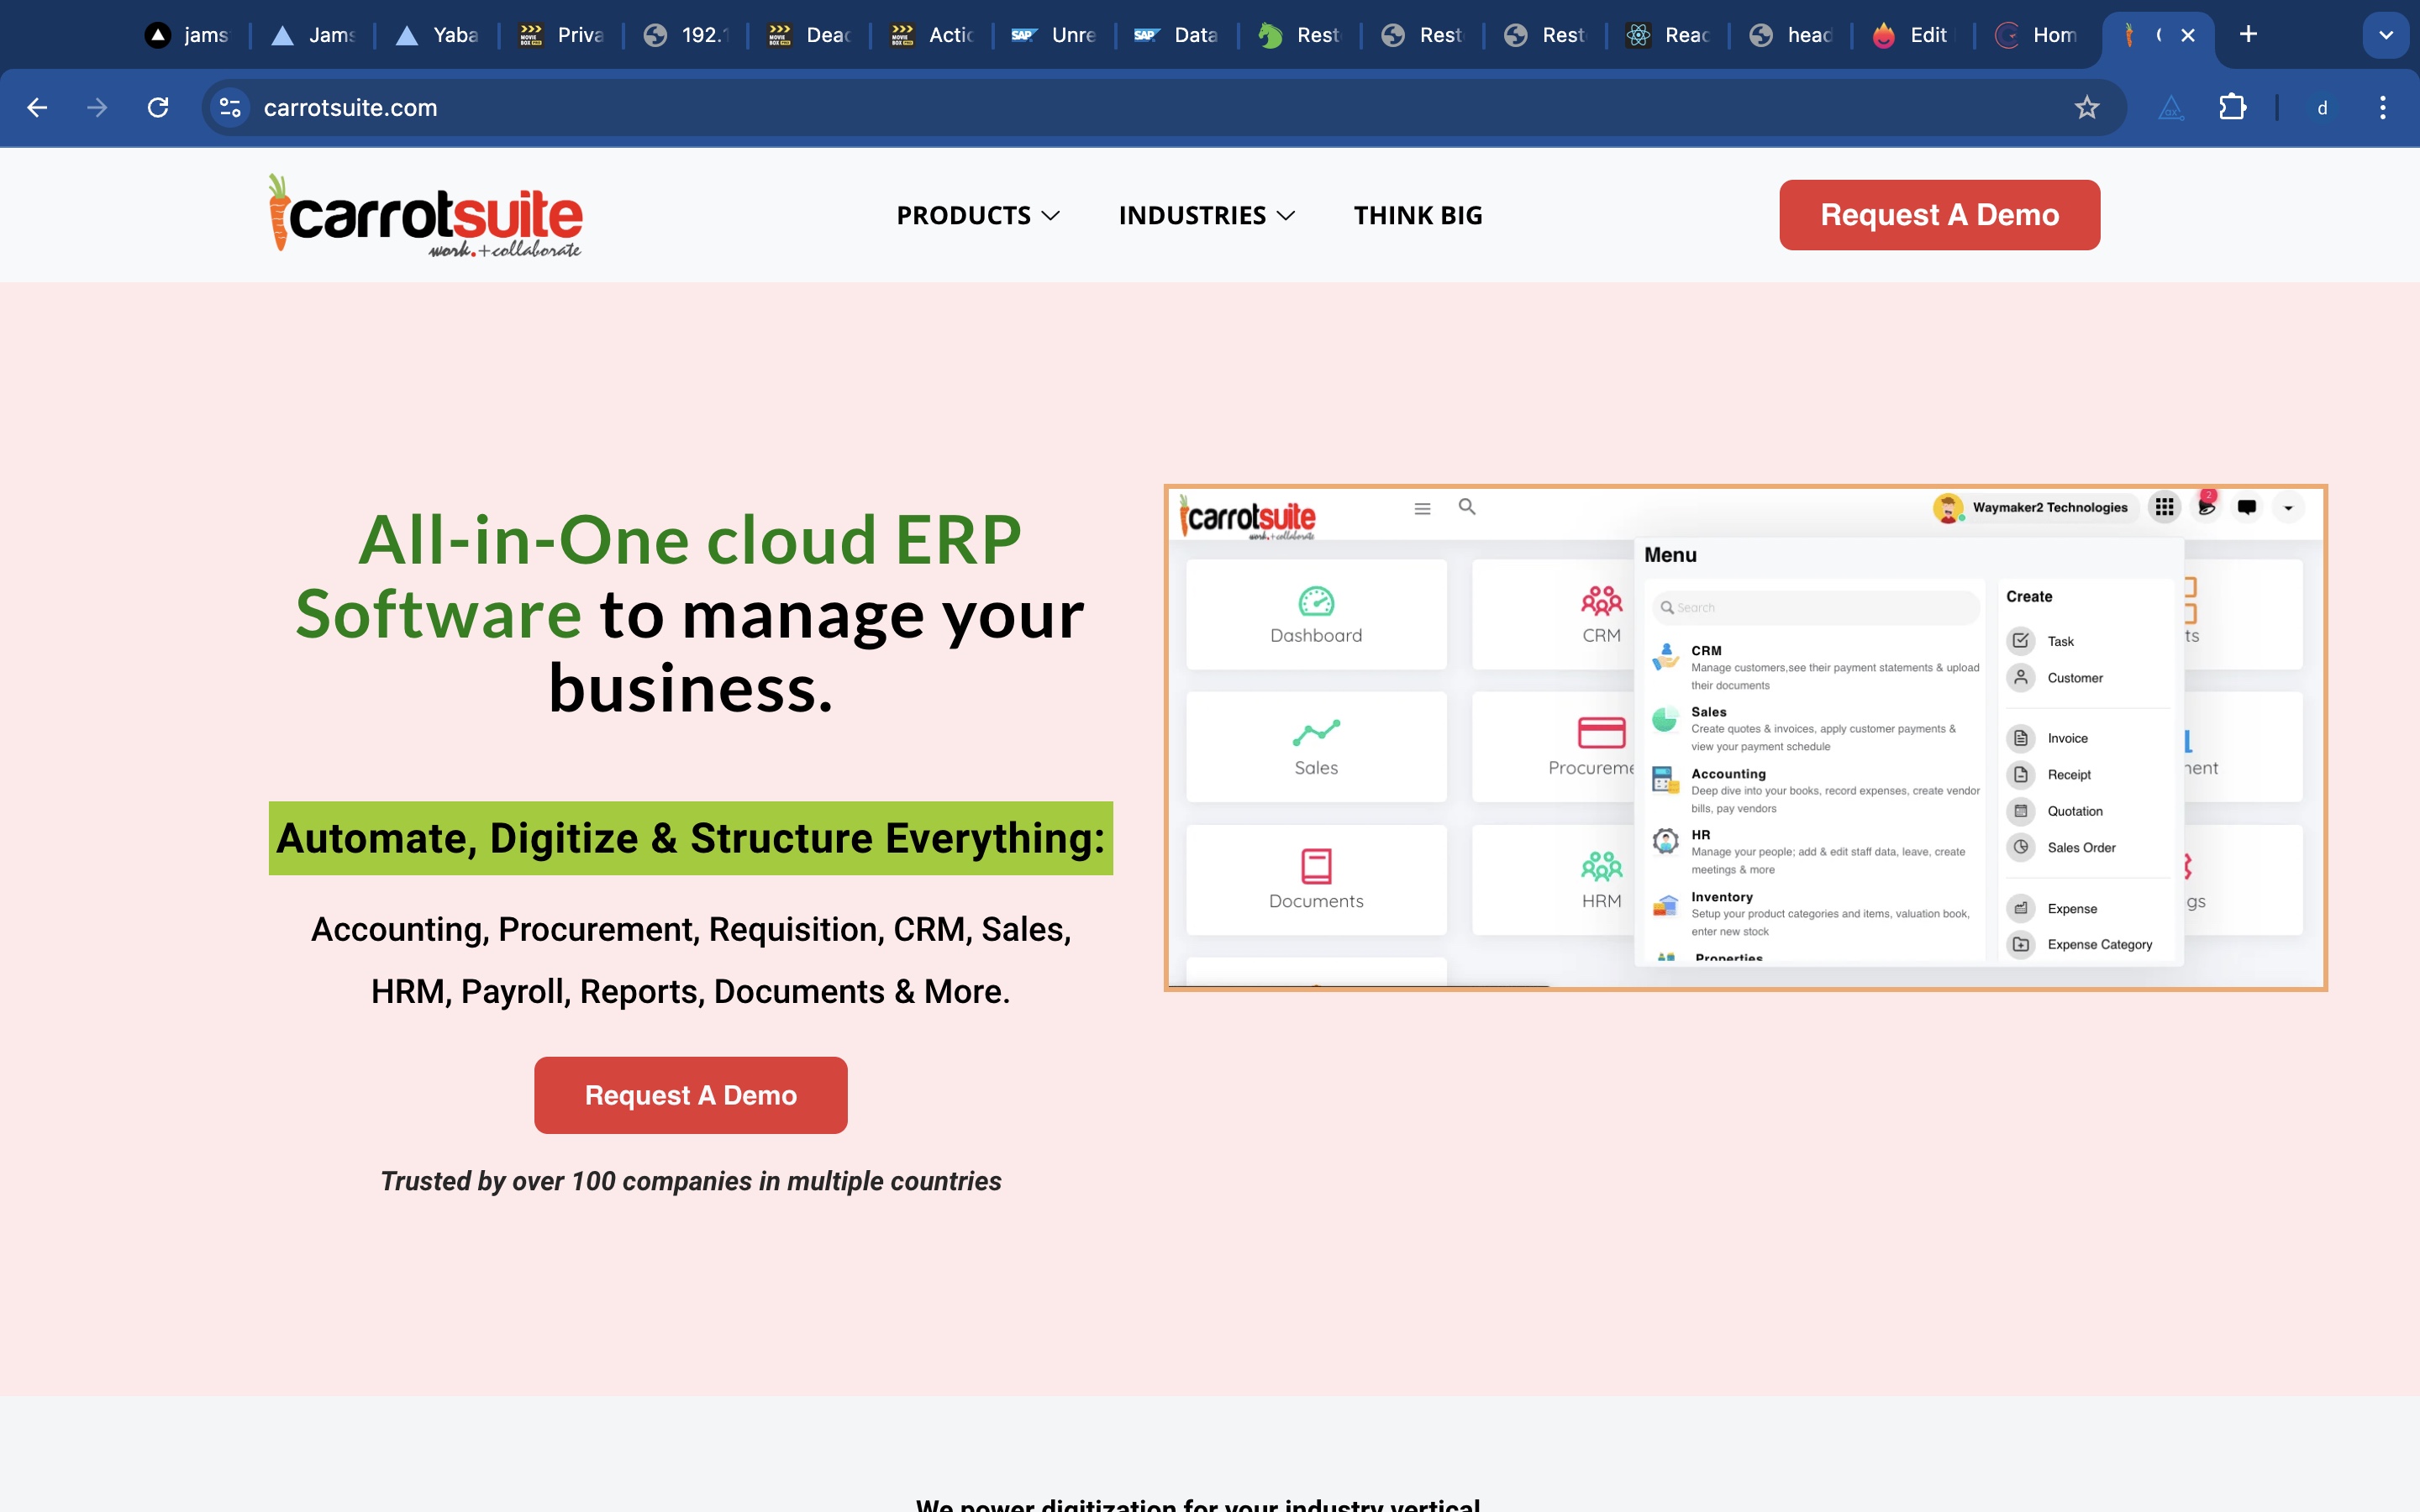 jams
Jams
Yaba
Priva
192.1
Dead
Actic
SAP
Unre
SAP
Data
Rest
Rest
Rest
Reac
head
Edit
Hom
carrotsuite.com
d
carrotsuite
work.+collaborate
PRODUCTS
INDUSTRIES
THINK BIG
Request A Demo
All-in-One cloud ERP
Software to manage your
business.
Automate, Digitize & Structure Everything:
Accounting, Procurement, Requisition, CRM, Sales,
HRM, Payroll, Reports, Documents & More.
Request A Demo
Trusted by over 100 companies in multiple countries
carrotsuite
work.+collaborate
Waymaker2 Technologies
2
Dashboard
CRM
Sales
Procureme
Documents
HRM
Menu
Search
CRM
Manage customers,see their payment statements & upload
their documents
Sales
Create quotes & invoices, apply customer payments &
view your payment schedule
Accounting
Deep dive into your books, record expenses, create vendor
bills, pay vendors
HR
Manage your people; add & edit staff data, leave, create
meetings & more
Inventory
Setup your product categories and items, valuation book,
enter new stock
Properties
Create
Task
Customer
Invoice
Receipt
Quotation
Sales Order
Expense
Expense Category
ts
nent
gs
We power digitization for your industry vertical